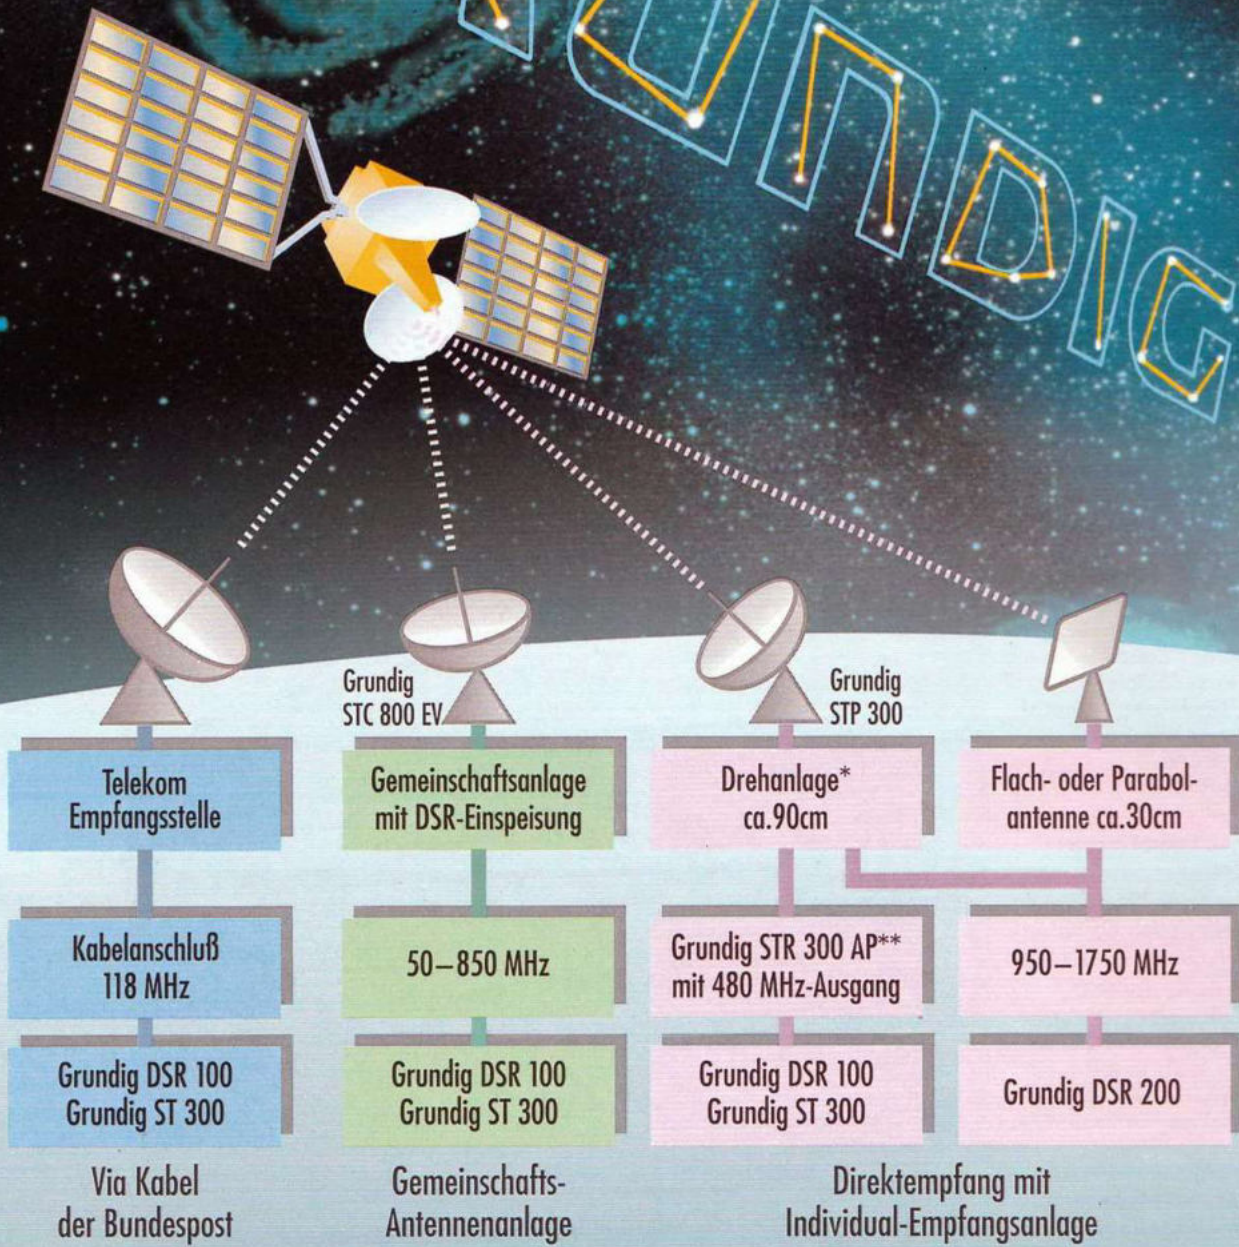 UNDIG
Grundig
STC 800 EV
Grundig
STP 300
Telekom
Empfangsstelle
Kabelanschluß
118 MHz
Grundig DSR 100
Grundig ST 300
Via Kabel
der Bundespost
Gemeinschaftsanlage
mit DSR-Einspeisung
50–850 MHz
Grundig DSR 100
Grundig ST 300
Gemeinschafts-
Antennenanlage
Drehanlage*
ca.90cm
Grundig STR 300 AP**
mit 480 MHz-Ausgang
Grundig DSR 100
Grundig ST 300
Flach- oder Parabol-
antenne ca.30cm
950–1750 MHz
Grundig DSR 200
Direktempfang mit
Individual-Empfangsanlage